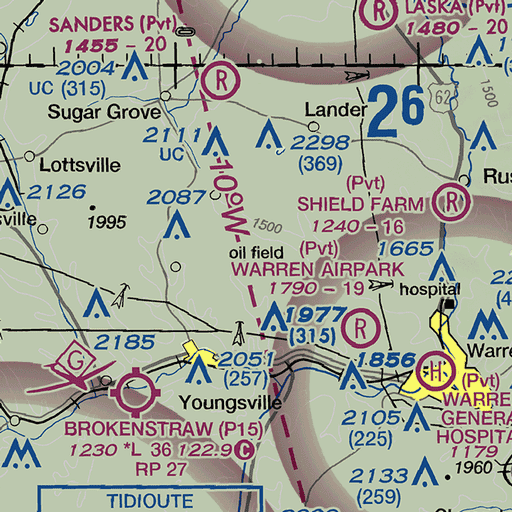 SANDERS (Pvt)
1455 - 20
LASKA (Pvt)
1480 - 20
R
2004
UC (315)
R
Sugar Grove
Lander
26
62
1500
2111
UC
2298
(369)
Lottsville
2126
2087
1995
109W
1500
(Pvt)
SHIELD FARM
1240 - 16
R
oil field
(Pvt)
WARREN AIRPARK
1790 - 19
1665
hospital
2185
1977
(315)
R
2051
(257)
1856
H
(Pvt)
G
Youngsville
2105
(225)
BROKENSTRAW (P15)
1230 *L 36 122.9 C
RP 27
1179
2133
(259)
1960
TIDIOUTE